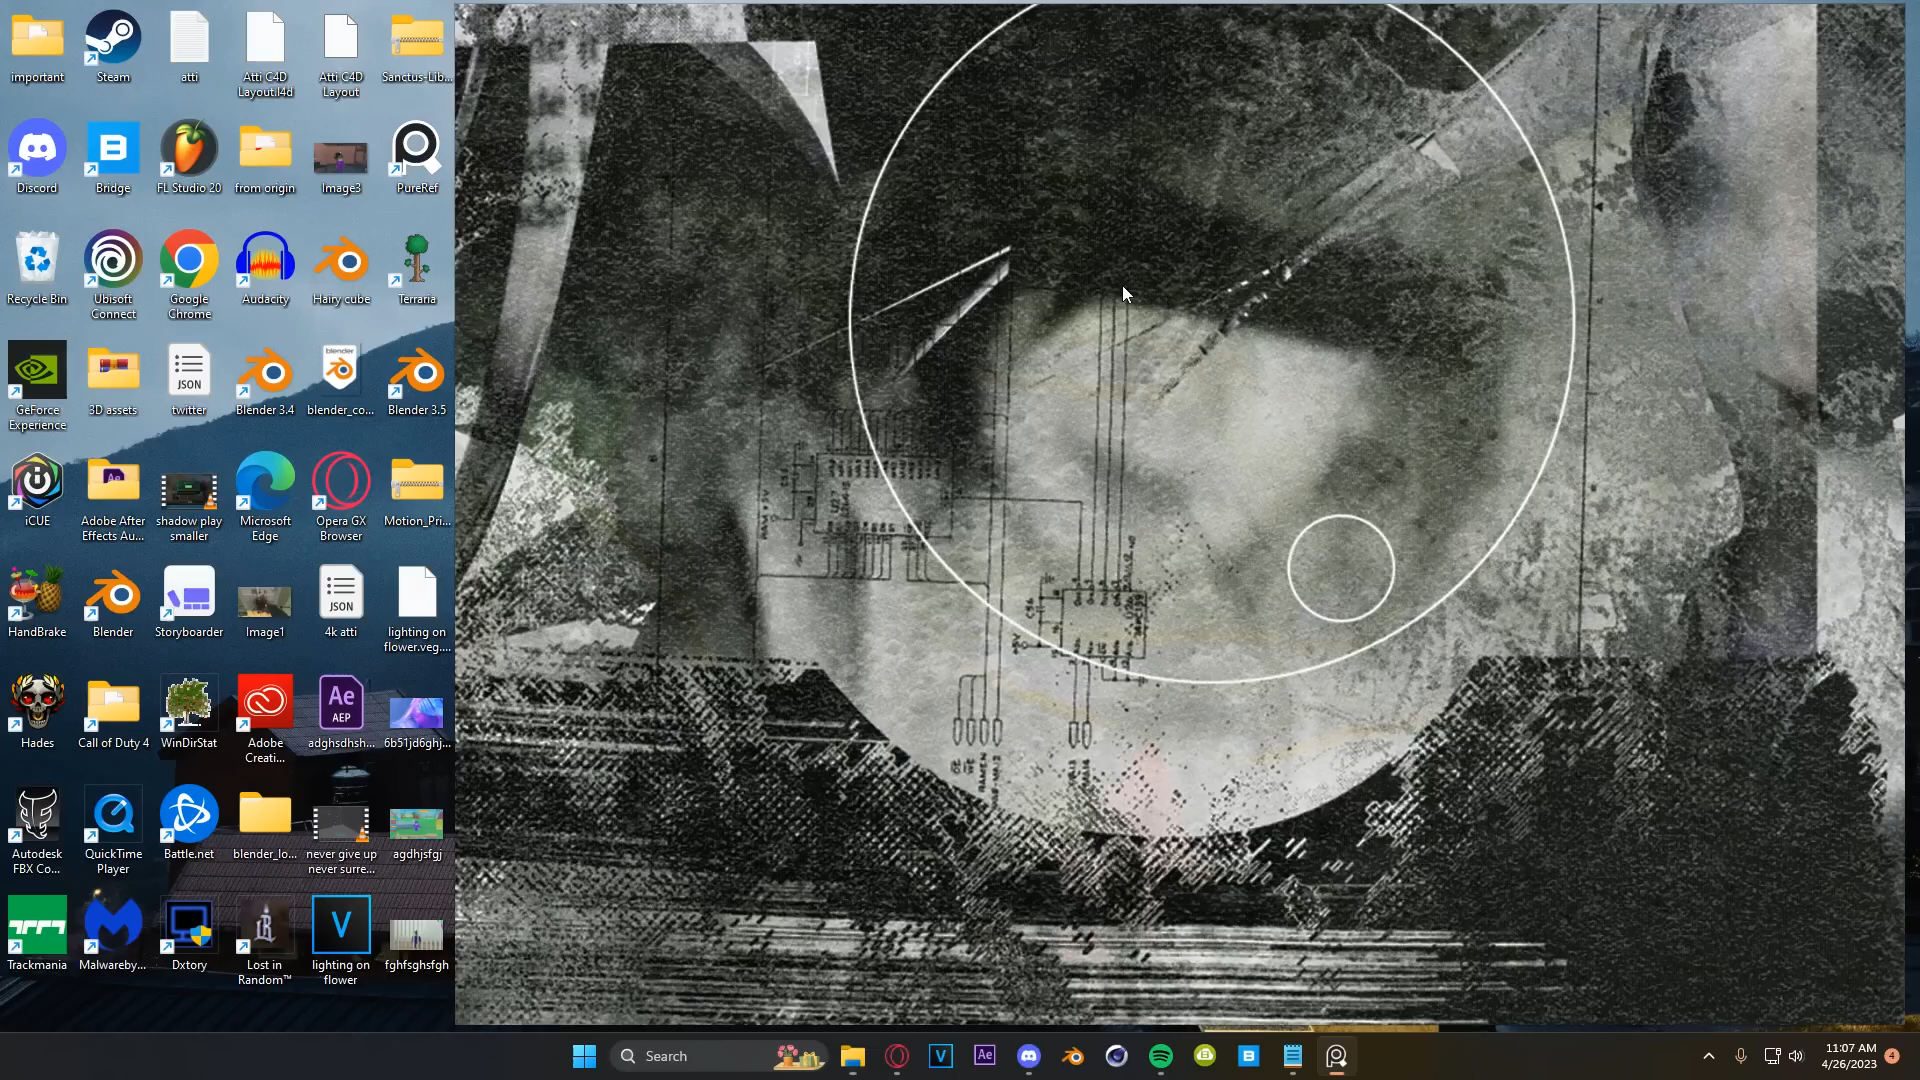 important
Steam
atti
Atti C4D
Layout.l4d
Atti C4D
Layout
Sanctus-Lib...
Discord
Bridge
FL Studio 20
from origin
Image3
PureRef
Recycle Bin
Ubisoft
Connect
Google
Chrome
Audacity
Hairy cube
Terraria
GeForce
Experience
3D assets
JSON
twitter
Blender 3.4
blender
blender_co...
Blender 3.5
iCUE
Adobe After
Effects Au...
shadow play
smaller
Microsoft
Edge
Opera GX
Browser
Motion_Pri...
HandBrake
Blender
Storyboarder
Image1
JSON
4k atti
lighting on
flower.veg....
Hades
Call of Duty 4
WinDirStat
Adobe
Creati...
Ae
AEP
adghsdhsh...
6b51jd6ghj...
Autodesk
FBX Co...
QuickTime
Player
Battle.net
blender_lo...
never give up
never surre...
agdhjsfgj
Trackmania
Malwareby...
Dxtory
Lost in
Random™
V
lighting on
flower
fghfsghsfgh
Search
V
Ae
B
11:07 AM
4/26/2023
4